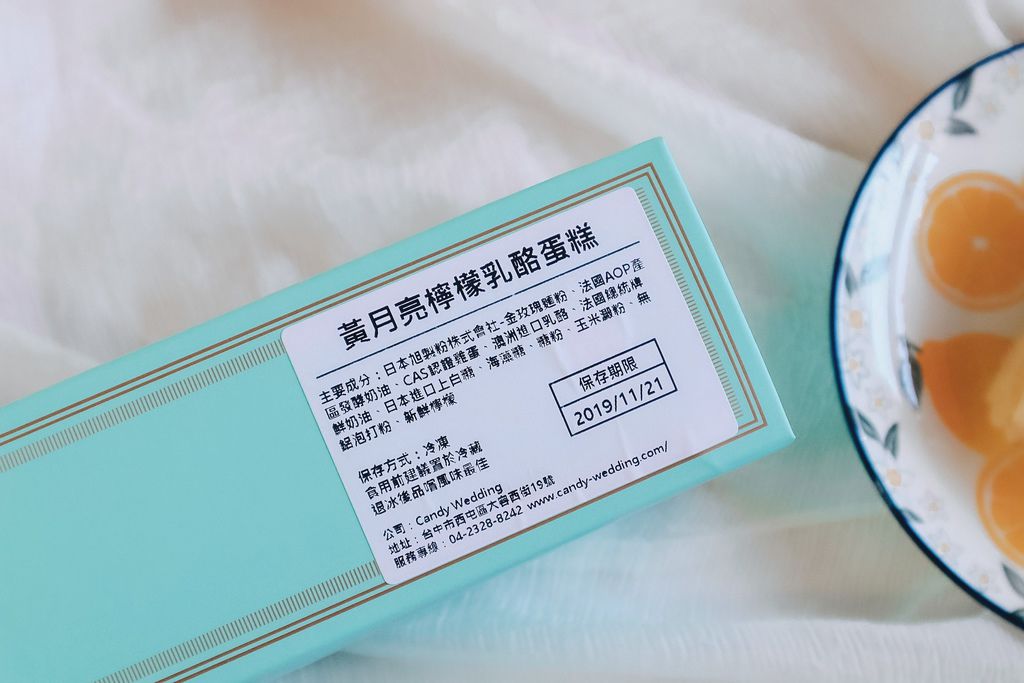 黃月亮檸檬乳酪蛋糕
主要成分：日本旭製粉株式會社-金玫瑰麵粉、法國AOP產
區發酵奶油、CAS認證雞蛋、澳洲進口乳酪、法國總統牌
鮮奶油、日本進口上白糖、海藻糖、糖粉、玉米澱粉、無
鋁泡打粉、新鮮檸檬
保存期限
2019/11/21
保存方式：冷凍
食用前建議置於冷藏
退冰後品嚐風味最佳
公司：Candy Wedding
地址：台中市西屯區大容西街19號
服務專線：04-2328-8242 www.candy-wedding.com/